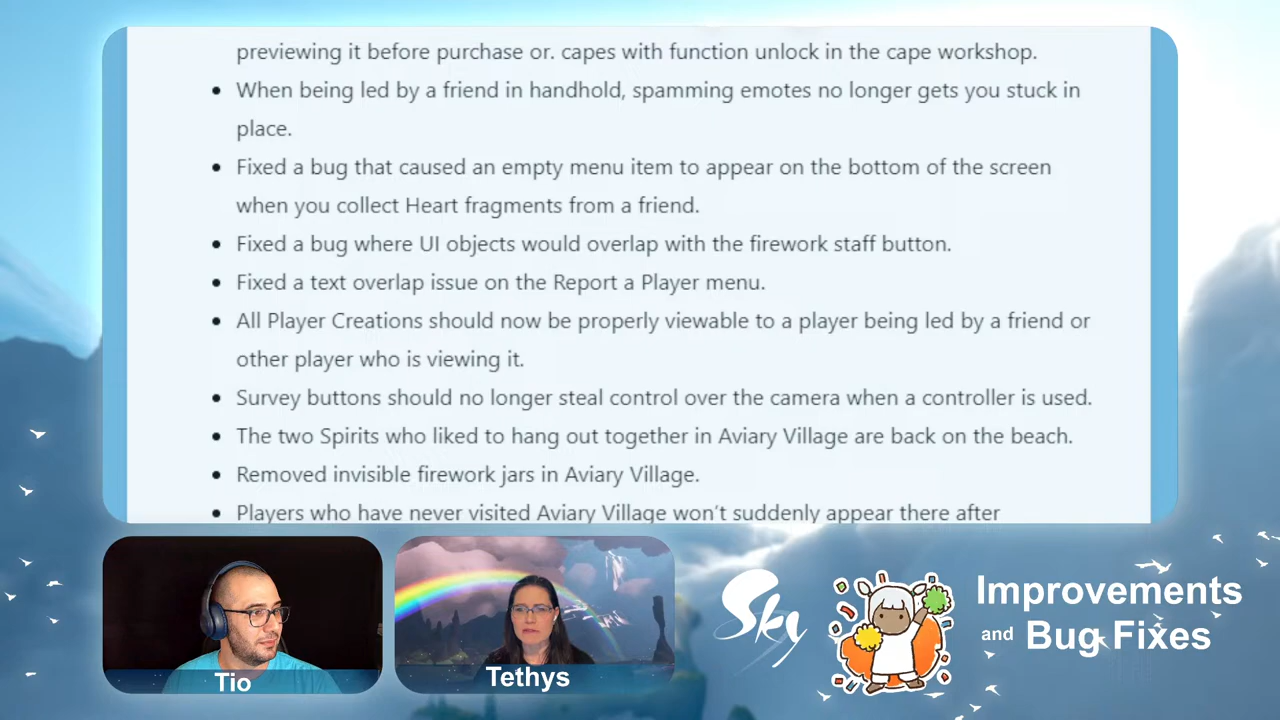 previewing it before purchase or. capes with function unlock in the cape workshop.
• When being led by a friend in handhold, spamming emotes no longer gets you stuck in
place.
• Fixed a bug that caused an empty menu item to appear on the bottom of the screen
when you collect Heart fragments from a friend.
• Fixed a bug where UI objects would overlap with the firework staff button.
• Fixed a text overlap issue on the Report a Player menu.
• All Player Creations should now be properly viewable to a player being led by a friend or
other player who is viewing it.
• Survey buttons should no longer steal control over the camera when a controller is used.
• The two Spirits who liked to hang out together in Aviary Village are back on the beach.
• Removed invisible firework jars in Aviary Village.
• Players who have never visited Aviary Village won't suddenly appear there after
Tio
Tethys
Sky
Improvements
and Bug Fixes